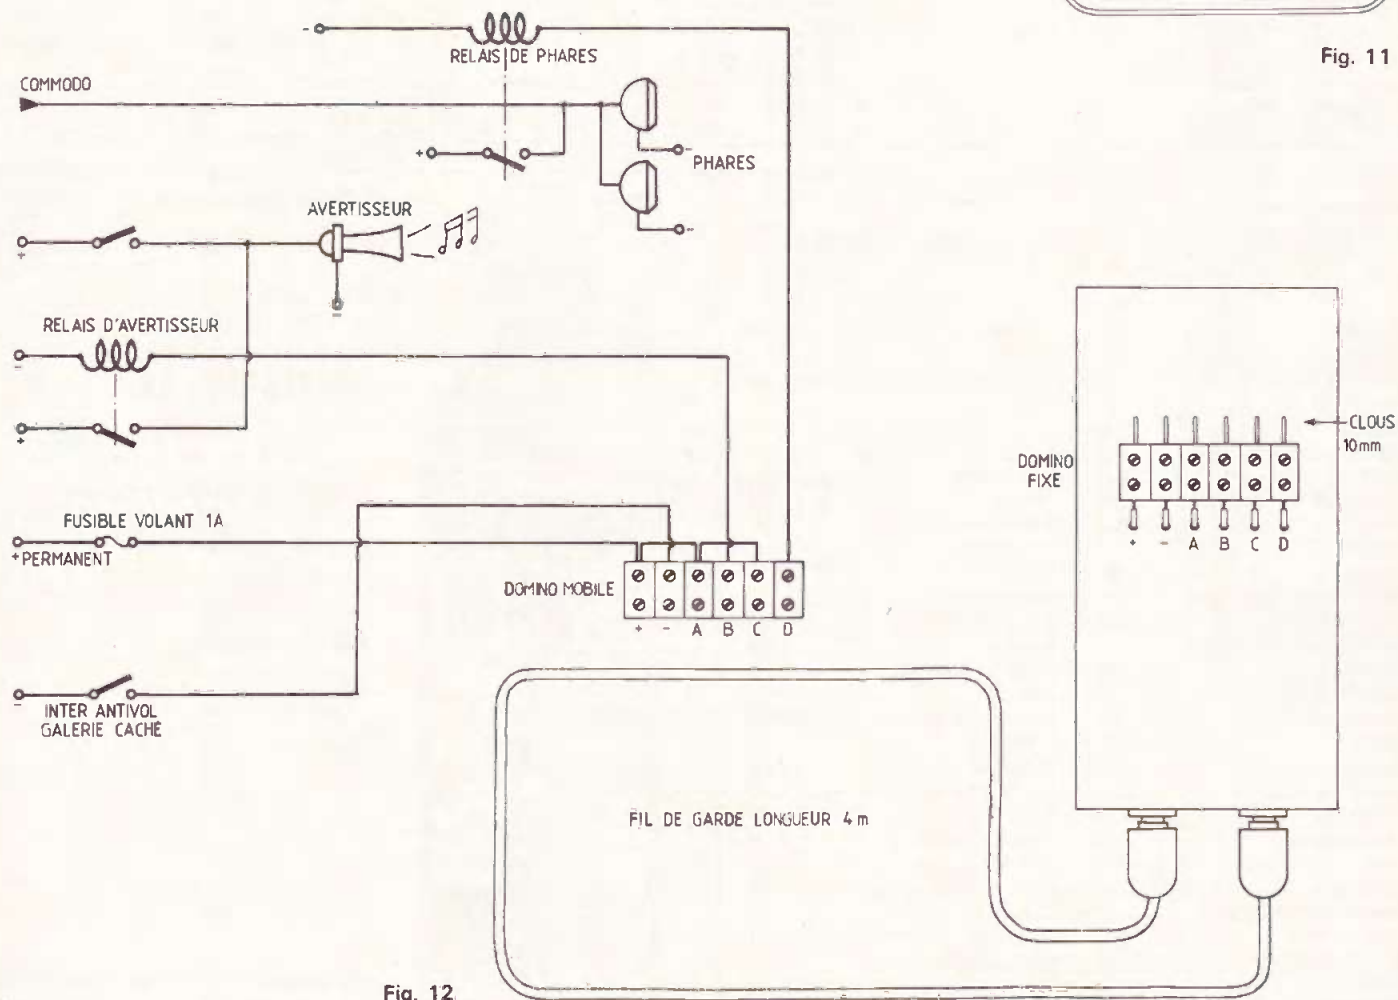 -
RELAIS DE PHARES
Fig. 11
COMMODO
+
-
PHARES
-
AVERTISSEUR
+
-
RELAIS D'AVERTISSEUR
-
+
CLOUS
10mm
DOMINO
FIXE
+ - A B C D
FUSIBLE VOLANT 1A
+ PERMANENT
DOMINO MOBILE
+ - A B C D
-
INTER ANTIVOL
GALERIE CACHÉ
FIL DE GARDE LONGUEUR 4 m
Fig. 12